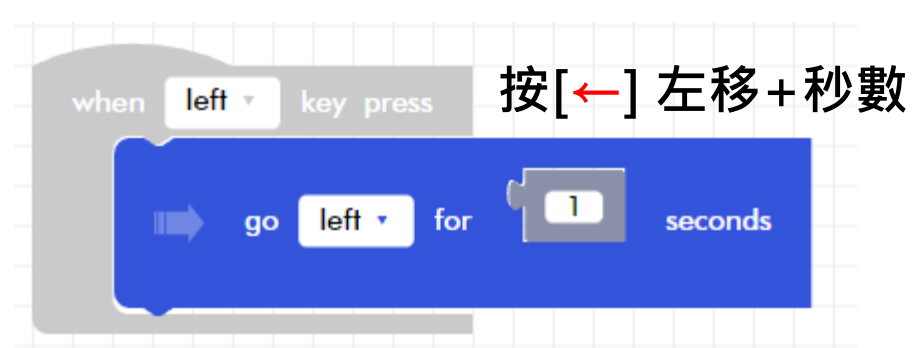 when left key press 按[←] 左移+秒數
go left for 1 seconds